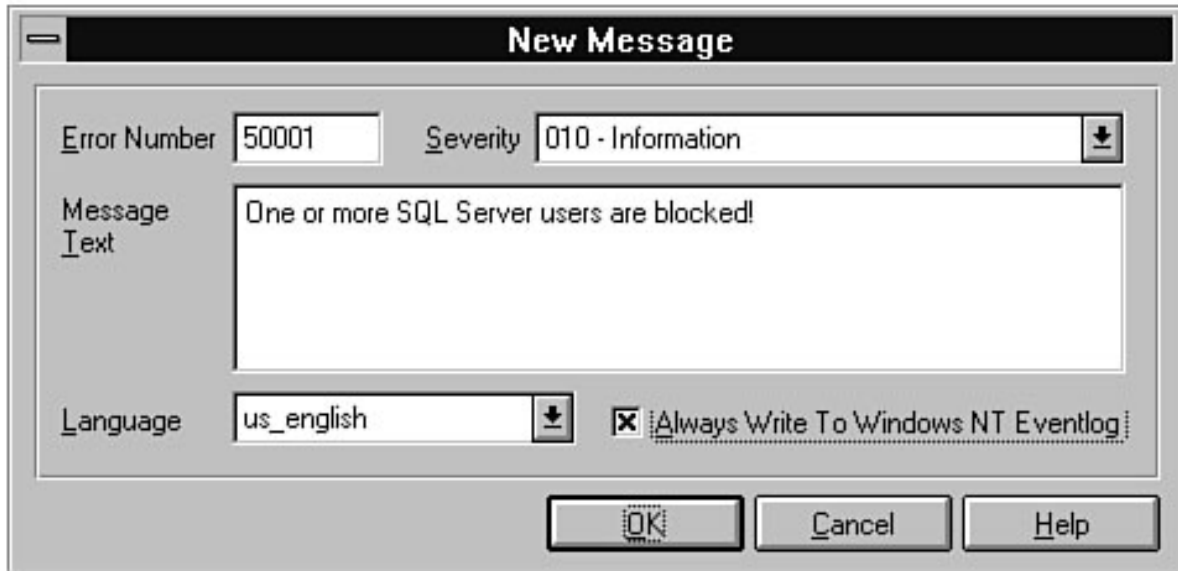 New Message
Error Number 50001 Severity 010 - Information
Message Text
One or more SQL Server users are blocked!
Language us_english Always Write To Windows NT Eventlog
OK Cancel Help